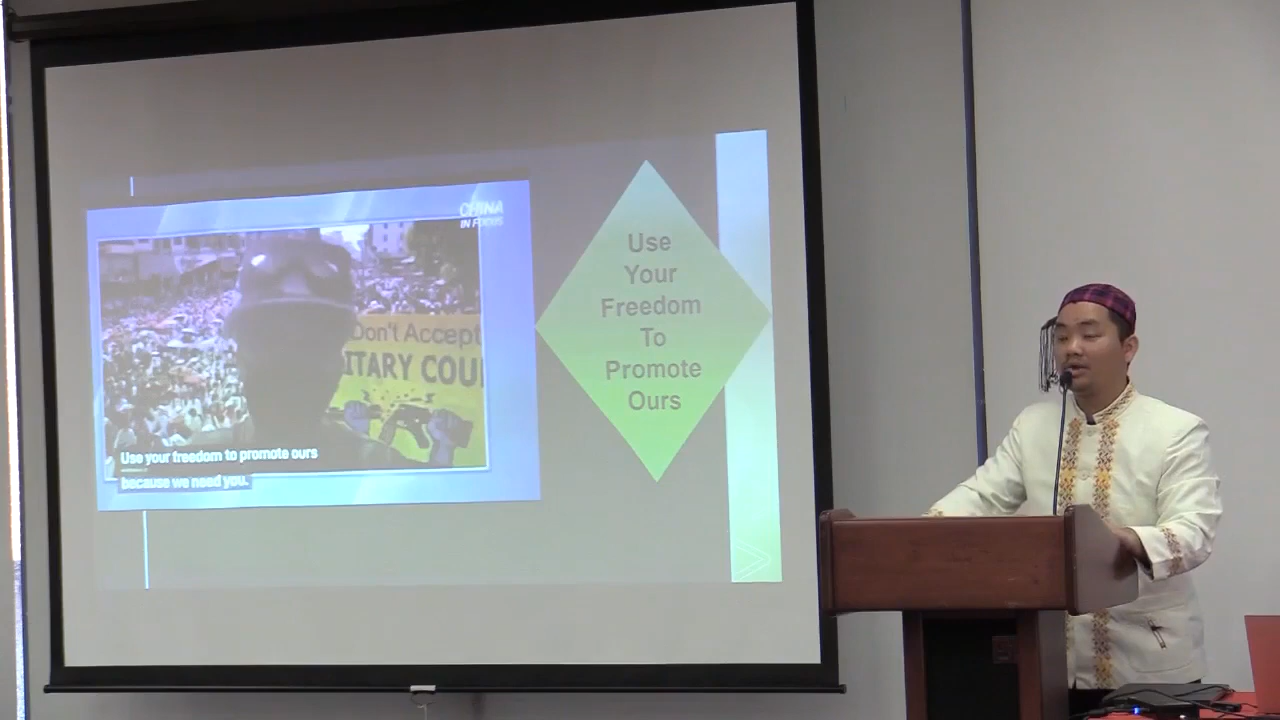 CHINA
IN FOCUS
Don't Accept
ITARY COU
Use your freedom to promote ours
because we need you.
Use
Your
Freedom
To
Promote
Ours